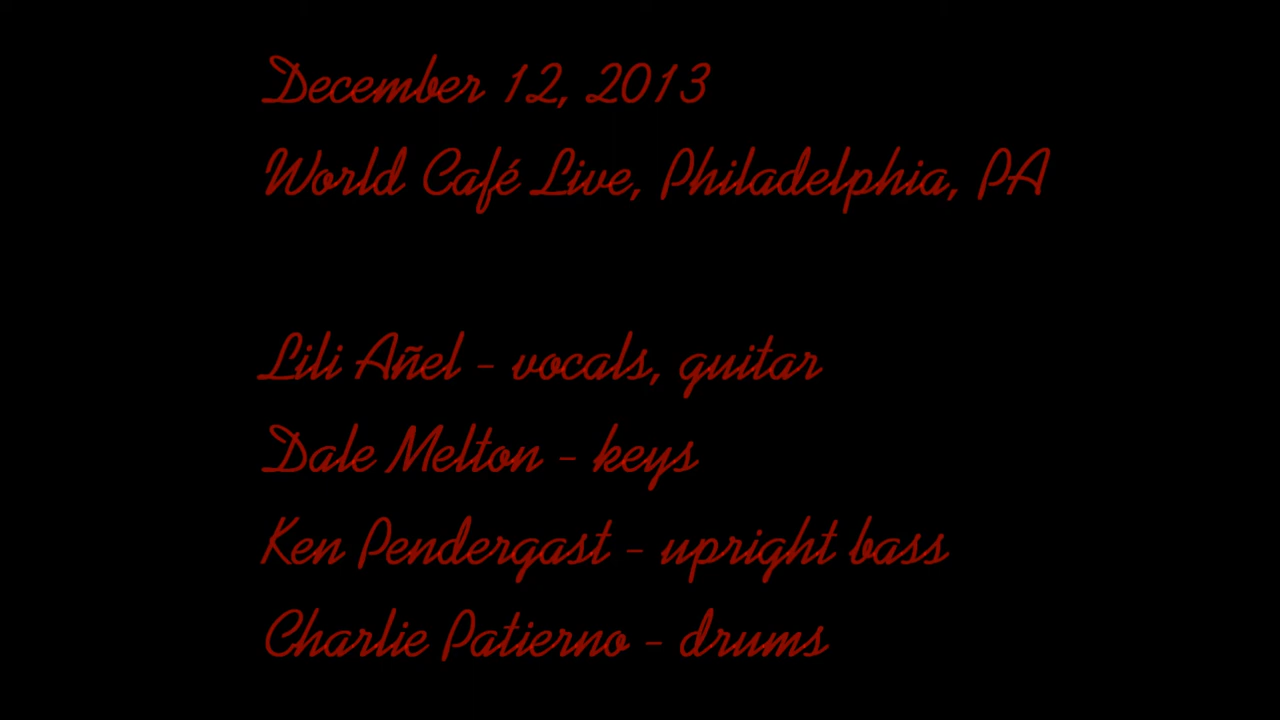 December 12, 2013
World Café Live, Philadelphia, PA
Lili Añel - vocals, guitar
Dale Melton - keys
Ken Pendergast - upright bass
Charlie Patierno - drums